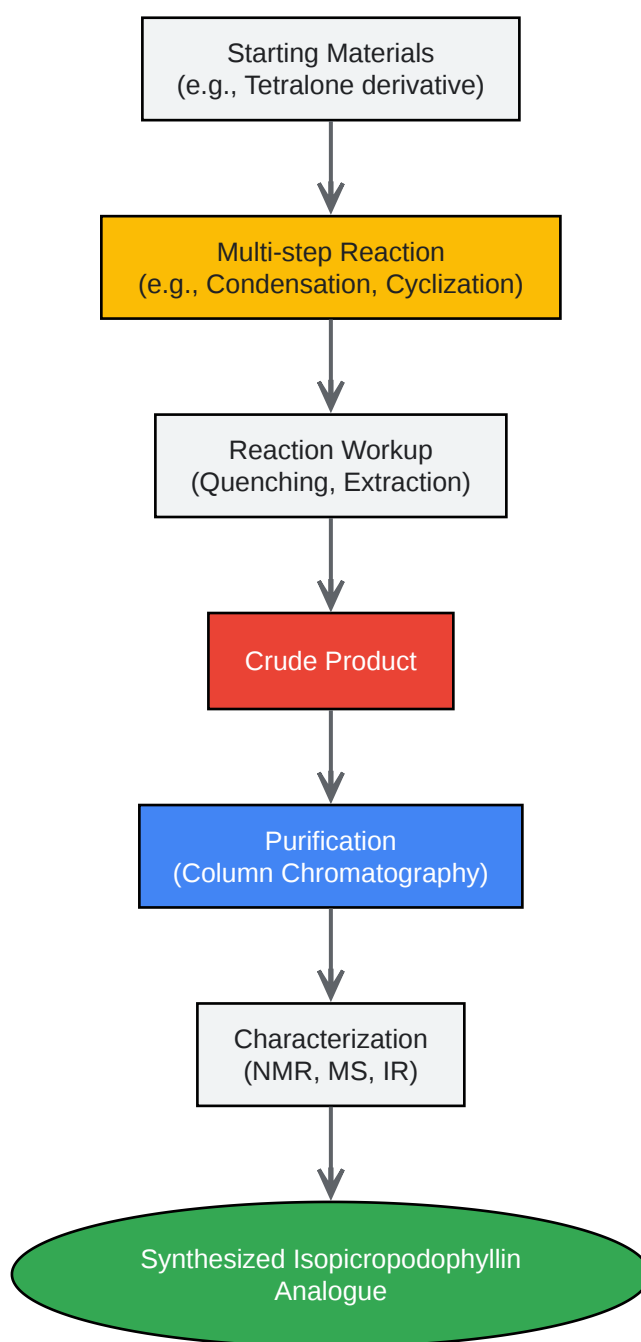 Starting Materials
(e.g., Tetralone derivative)
Multi-step Reaction
(e.g., Condensation, Cyclization)
Reaction Workup
(Quenching, Extraction)
Crude Product
Purification
(Column Chromatography)
Characterization
(NMR, MS, IR)
Synthesized Isopicropodophyllin
Analogue